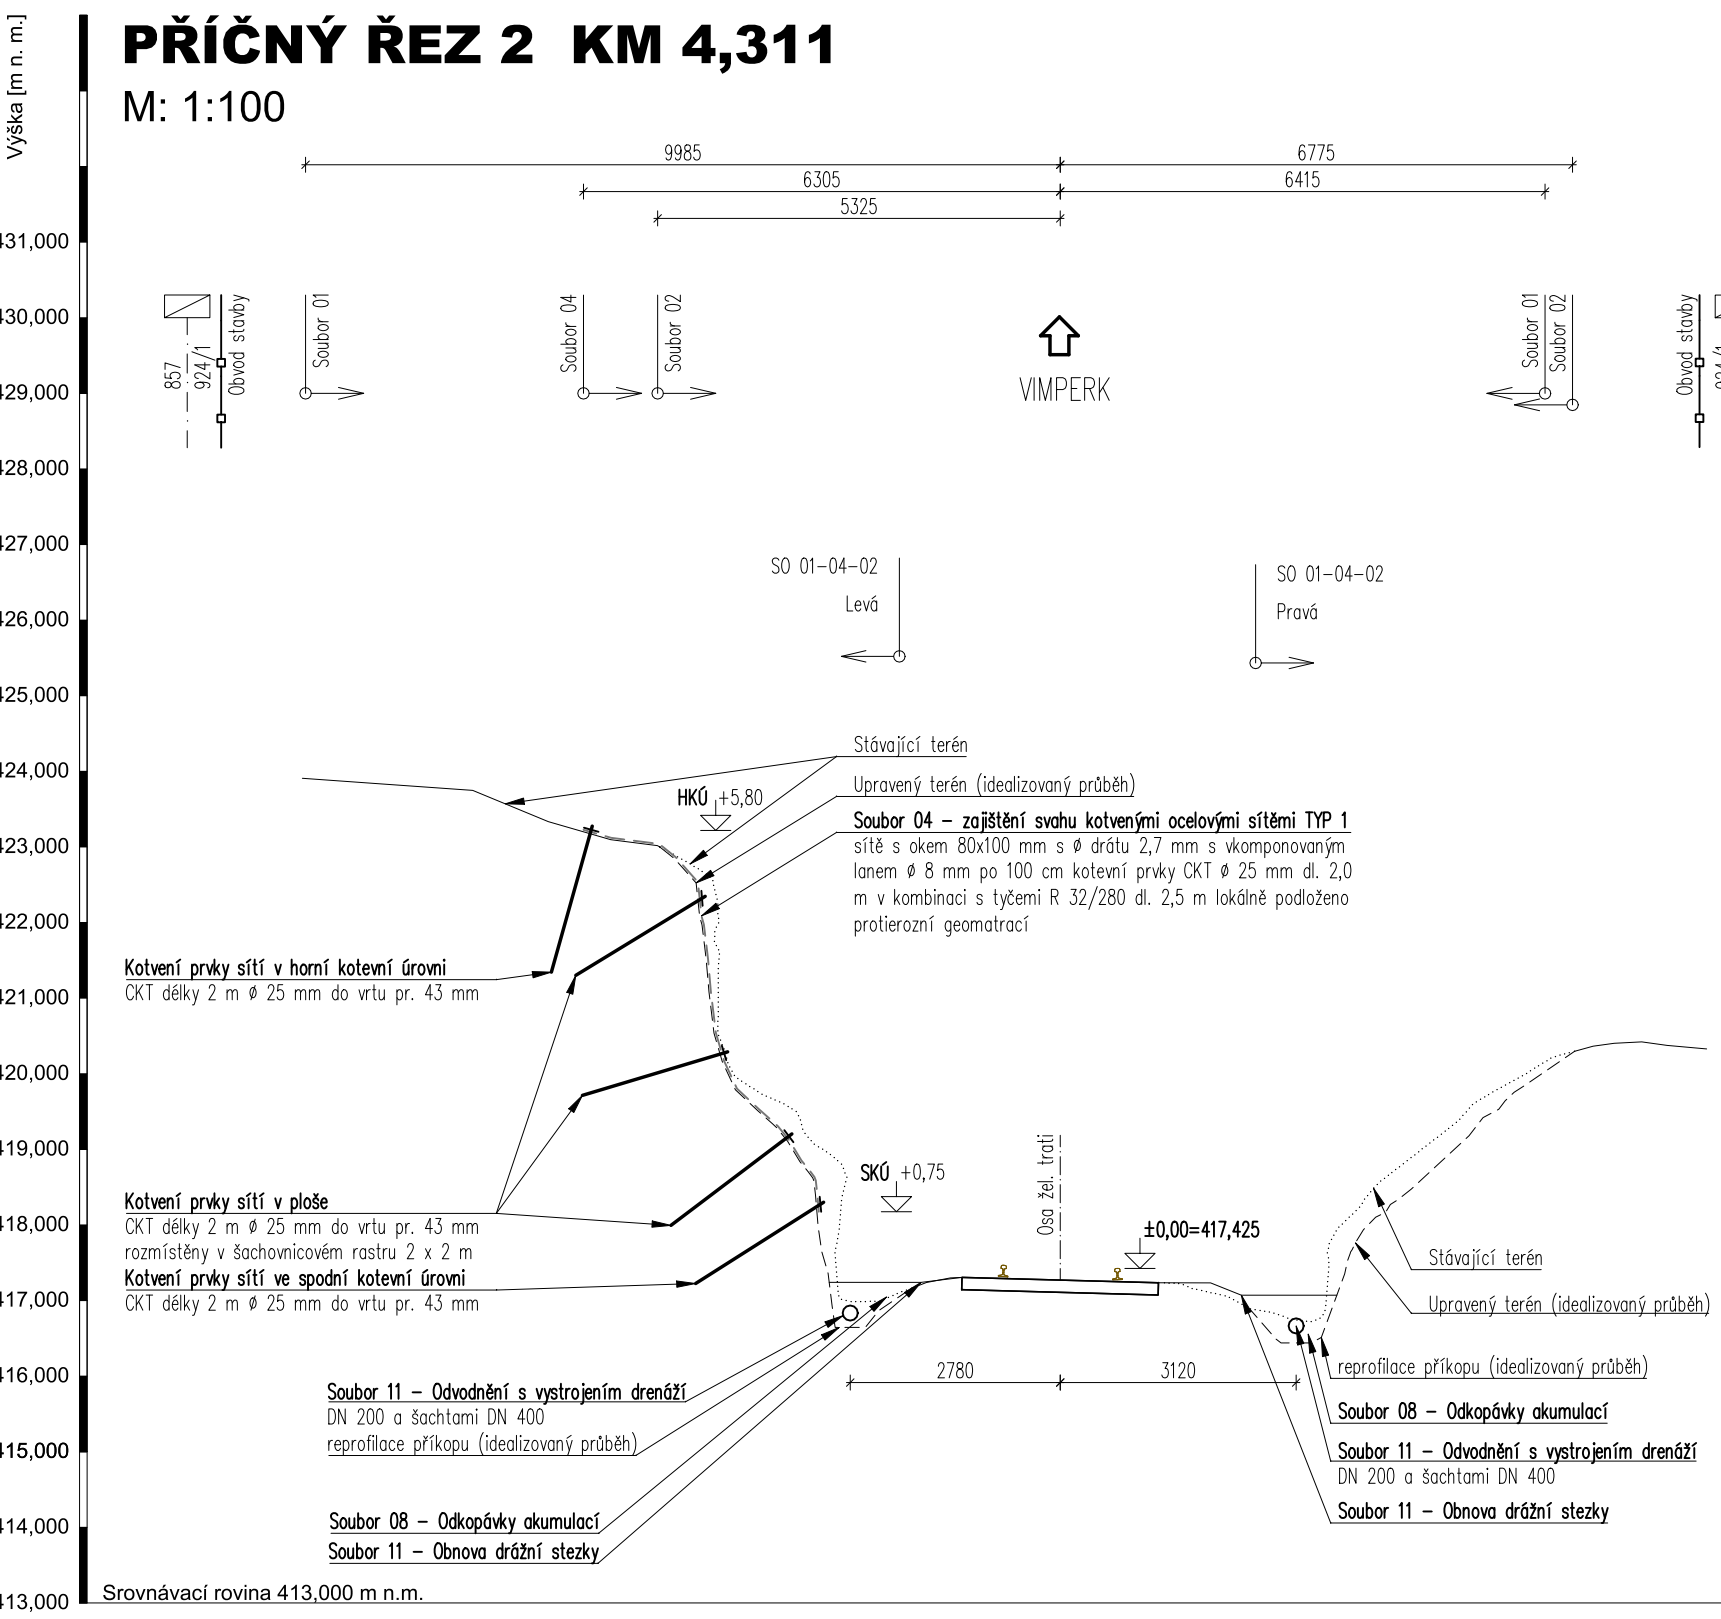 Výška [m n. m.]
PŘÍČNÝ ŘEZ 2 KM 4,311
M: 1:100
9985
6775
6305
6415
5325
431,000
430,000
429,000
428,000
427,000
426,000
425,000
424,000
423,000
422,000
421,000
420,000
419,000
418,000
417,000
416,000
415,000
414,000
413,000
857
924/1
Obvod stavby
Soubor 01
Soubor 04
Soubor 02
VIMPERK
Soubor 01
Soubor 02
Obvod stavby
924/1
SO 01-04-02
Levá
SO 01-04-02
Pravá
Stávající terén
HKÚ +5,80
Upravený terén (idealizovaný průběh)
Soubor 04 – zajištění svahu kotvenými ocelovými sítěmi TYP 1
sítě s okem 80x100 mm s ø drátu 2,7 mm s vkomponovaným
lanem ø 8 mm po 100 cm kotevní prvky CKT ø 25 mm dl. 2,0
m v kombinaci s tyčemi R 32/280 dl. 2,5 m lokálně podloženo
protierozní geomatrací
Kotvení prvky sítí v horní kotevní úrovni
CKT délky 2 m ø 25 mm do vrtu pr. 43 mm
Kotvení prvky sítí v ploše
CKT délky 2 m ø 25 mm do vrtu pr. 43 mm
rozmístěny v šachovnicovém rastru 2 x 2 m
Kotvení prvky sítí ve spodní kotevní úrovni
CKT délky 2 m ø 25 mm do vrtu pr. 43 mm
SKÚ +0,75
Osa žel. trati
±0,00=417,425
Stávající terén
Upravený terén (idealizovaný průběh)
2780
3120
reprofilace příkopu (idealizovaný průběh)
Soubor 08 – Odkopávky akumulací
Soubor 11 – Odvodnění s vystrojením drenáží
DN 200 a šachtami DN 400
Soubor 11 – Obnova drážní stezky
Soubor 11 – Odvodnění s vystrojením drenáží
DN 200 a šachtami DN 400
reprofilace příkopu (idealizovaný průběh)
Soubor 08 – Odkopávky akumulací
Soubor 11 – Obnova drážní stezky
Srovnávací rovina 413,000 m n.m.